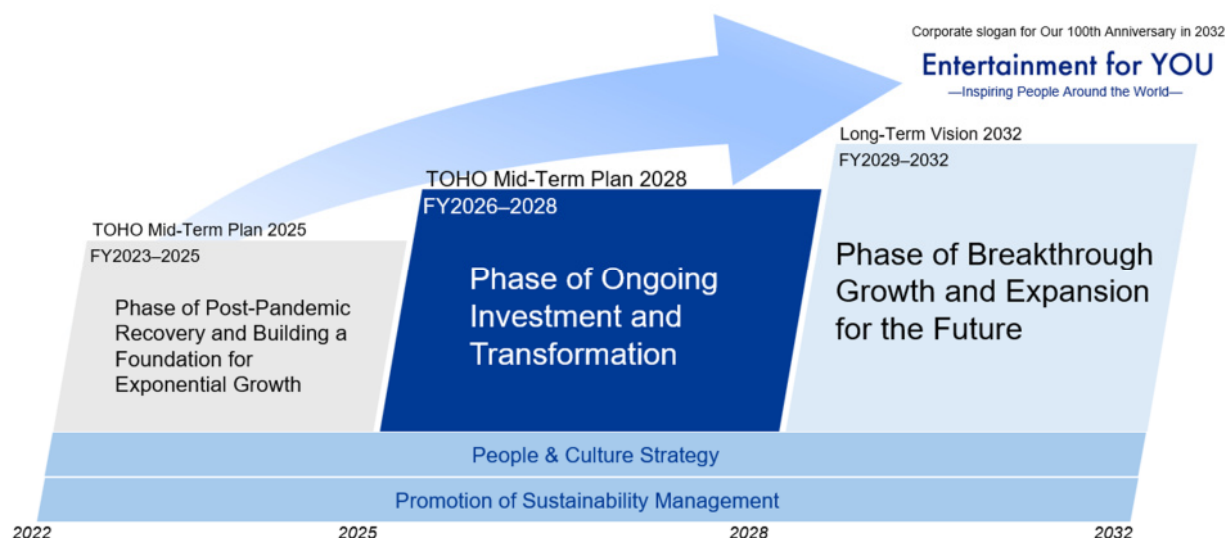 Corporate slogan for Our 100th Anniversary in 2032
Entertainment for YOU
—Inspiring People Around the World—
TOHO Mid-Term Plan 2025
FY2023–2025
Phase of Post-Pandemic
Recovery and Building a
Foundation for
Exponential Growth
TOHO Mid-Term Plan 2028
FY2026–2028
Phase of Ongoing
Investment and
Transformation
Long-Term Vision 2032
FY2029–2032
Phase of Breakthrough
Growth and Expansion
for the Future
People & Culture Strategy
Promotion of Sustainability Management
2022
2025
2028
2032